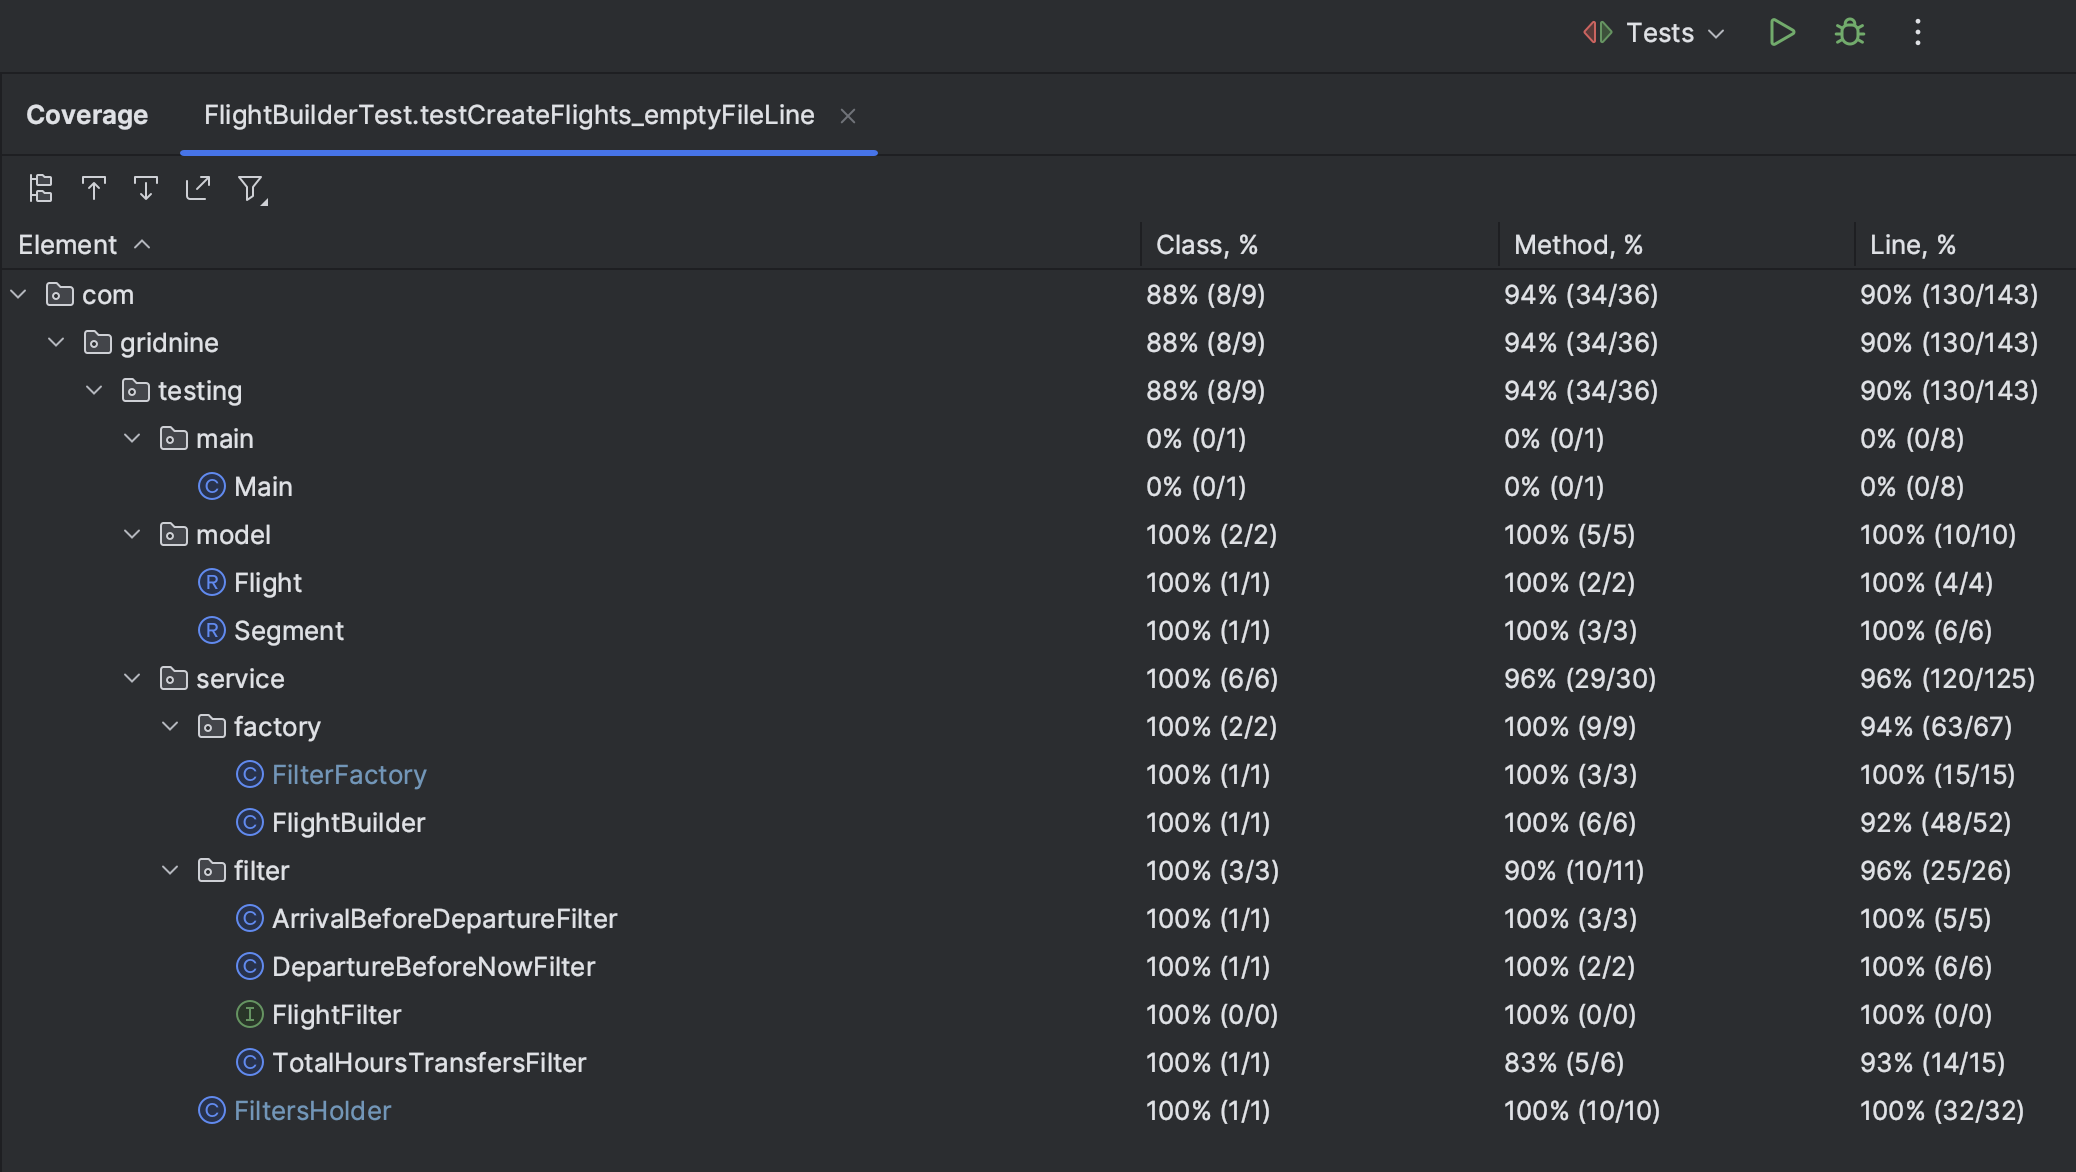 Tests
Coverage FlightBuilderTest.testCreateFlights_emptyFileLine
Element Class, % Method, % Line, %
com 88% (8/9) 94% (34/36) 90% (130/143)
gridnine 88% (8/9) 94% (34/36) 90% (130/143)
testing 88% (8/9) 94% (34/36) 90% (130/143)
main 0% (0/1) 0% (0/1) 0% (0/8)
C Main 0% (0/1) 0% (0/1) 0% (0/8)
model 100% (2/2) 100% (5/5) 100% (10/10)
R Flight 100% (1/1) 100% (2/2) 100% (4/4)
R Segment 100% (1/1) 100% (3/3) 100% (6/6)
service 100% (6/6) 96% (29/30) 96% (120/125)
factory 100% (2/2) 100% (9/9) 94% (63/67)
C FilterFactory 100% (1/1) 100% (3/3) 100% (15/15)
C FlightBuilder 100% (1/1) 100% (6/6) 92% (48/52)
filter 100% (3/3) 90% (10/11) 96% (25/26)
C ArrivalBeforeDepartureFilter 100% (1/1) 100% (3/3) 100% (5/5)
C DepartureBeforeNowFilter 100% (1/1) 100% (2/2) 100% (6/6)
I FlightFilter 100% (0/0) 100% (0/0) 100% (0/0)
C TotalHoursTransfersFilter 100% (1/1) 83% (5/6) 93% (14/15)
C FiltersHolder 100% (1/1) 100% (10/10) 100% (32/32)